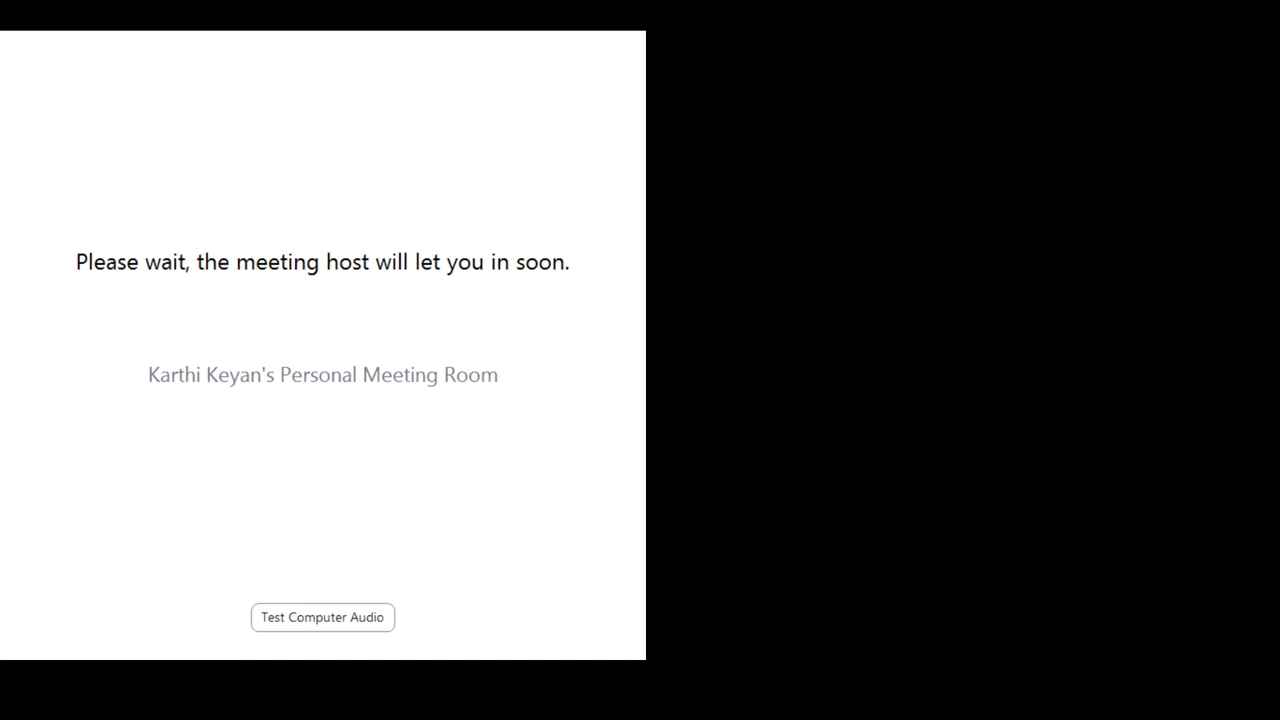 Please wait, the meeting host will let you in soon.
Karthi Keyan's Personal Meeting Room
Test Computer Audio